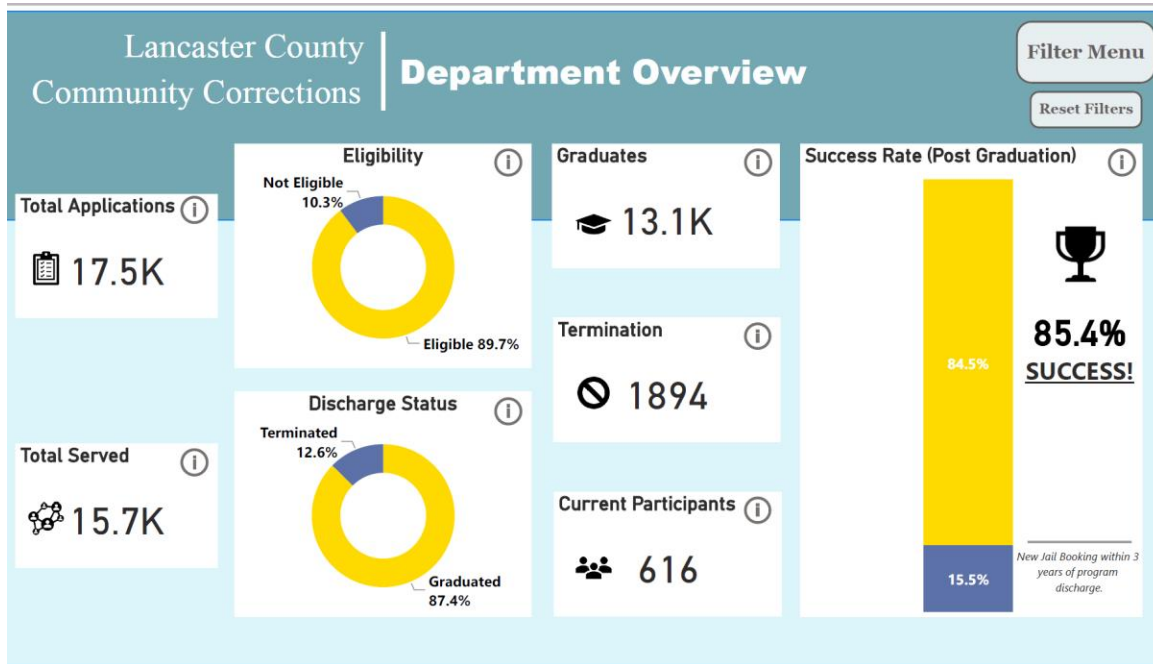 Lancaster County
Community Corrections
Department Overview
Filter Menu
Reset Filters
Total Applications
17.5K
Eligibility
Not Eligible
10.3%
Eligible 89.7%
Graduates
13.1K
Success Rate (Post Graduation)
84.5%
15.5%
85.4%
SUCCESS!
New Jail Booking within 3
years of program
discharge.
Termination
1894
Total Served
15.7K
Discharge Status
Terminated
12.6%
Graduated
87.4%
Current Participants
616